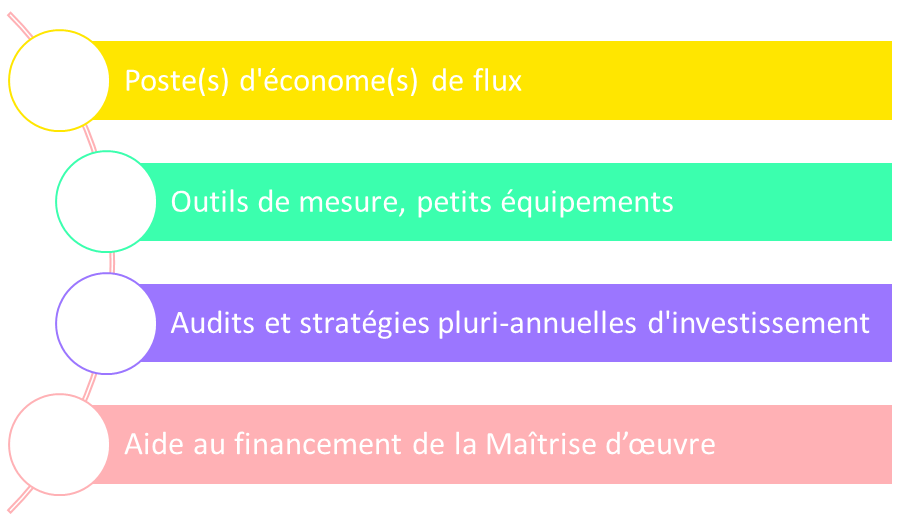 Poste(s) d'économe(s) de flux
Outils de mesure, petits équipements
Audits et stratégies pluri-annuelles d'investissement
Aide au financement de la Maîtrise d’œuvre